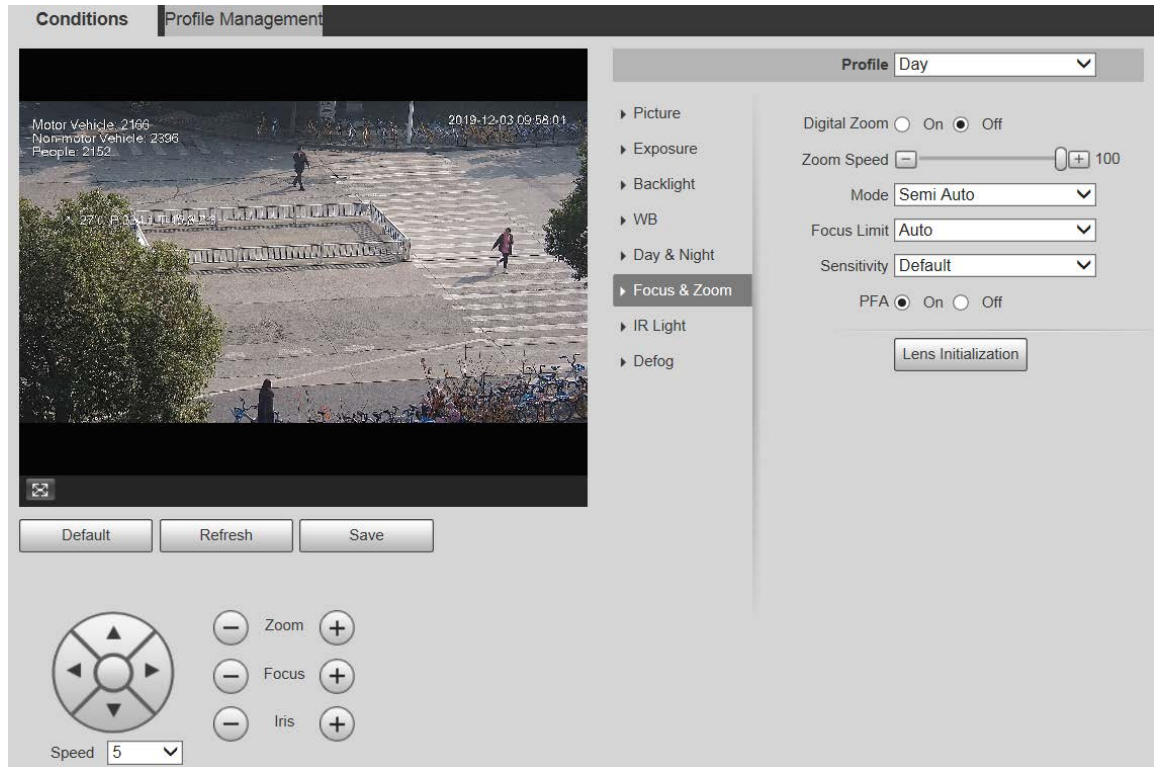 Conditions Profile Management
Profile Day
Motor Vehicle: 2166
Non-motor Vehicle: 2396
People: 2152
2019-12-03 09:58:01
Picture
Exposure
Backlight
WB
Day & Night
Focus & Zoom
IR Light
Defog
Digital Zoom On Off
Zoom Speed 100
Mode Semi Auto
Focus Limit Auto
Sensitivity Default
PFA On Off
Lens Initialization
Default Refresh Save
Zoom
Focus
Iris
Speed 5